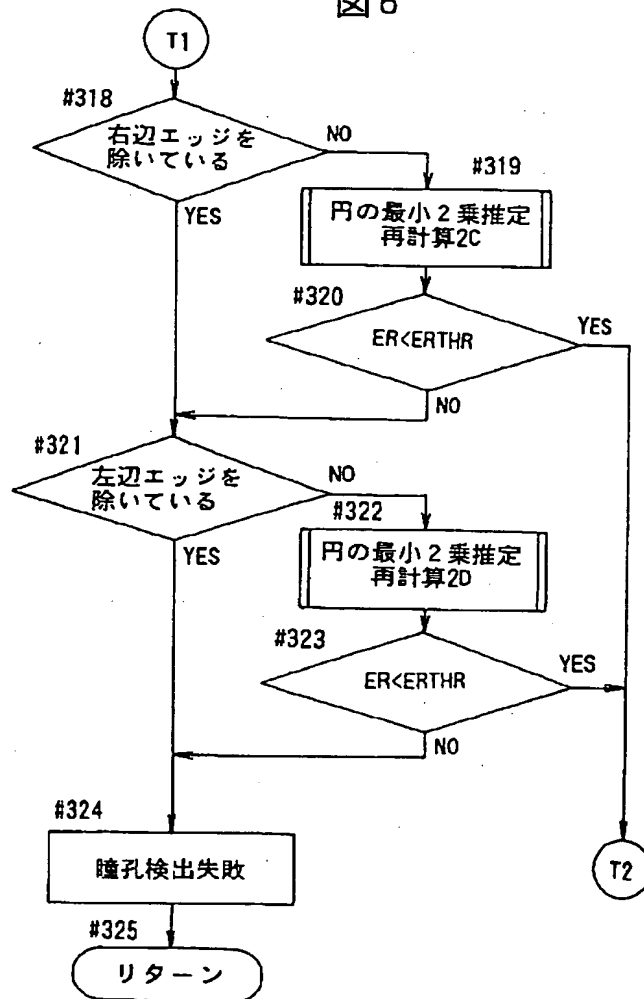 図6
T1
#318
右辺エッジを
除いている
NO
YES
#319
円の最小2乗推定
再計算2C
#320
ER<ERTHR
YES
NO
#321
左辺エッジを
除いている
NO
YES
#322
円の最小2乗推定
再計算2D
#323
ER<ERTHR
YES
NO
#324
瞳孔検出失敗
T2
#325
リターン